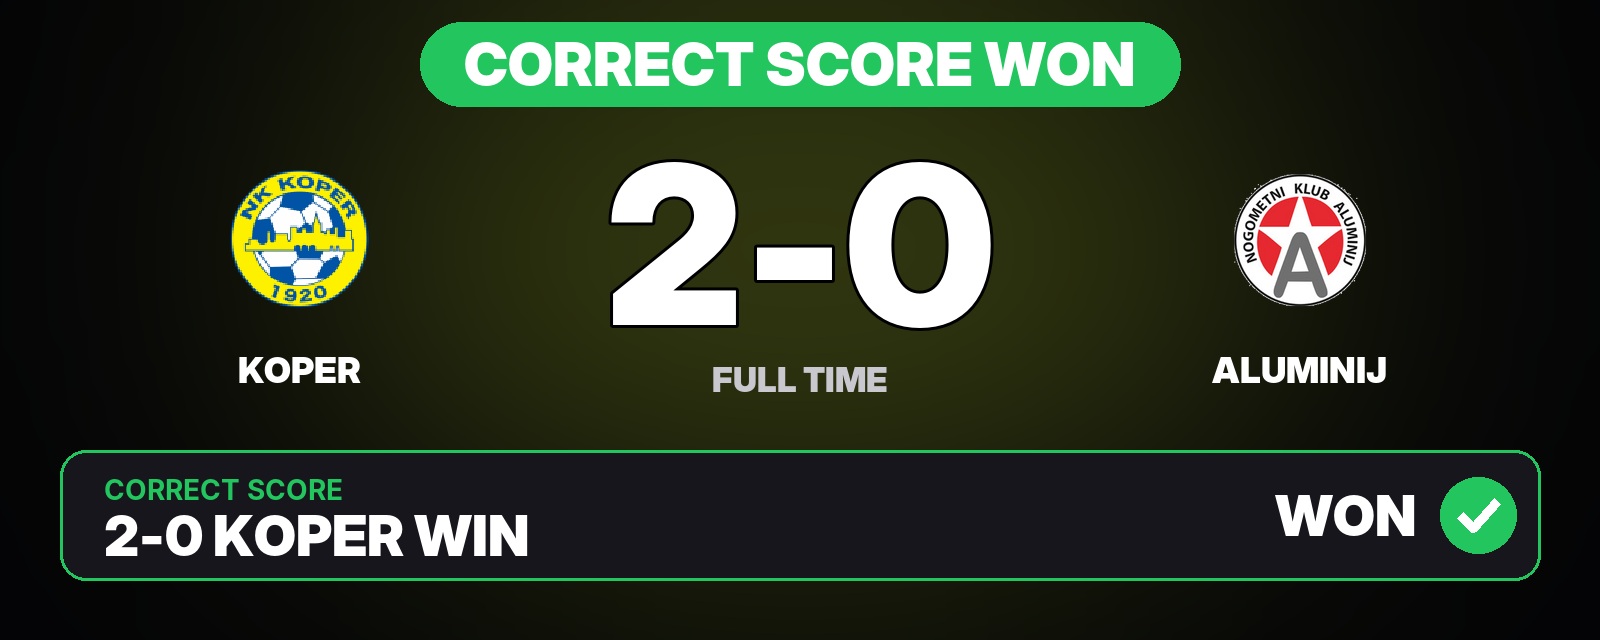 CORRECT SCORE WON
NK KOPER
1920
2-0
NOGOMETNI KLUB ALUMINIJ
A
KOPER
FULL TIME
ALUMINIJ
CORRECT SCORE
2-0 KOPER WIN
WON